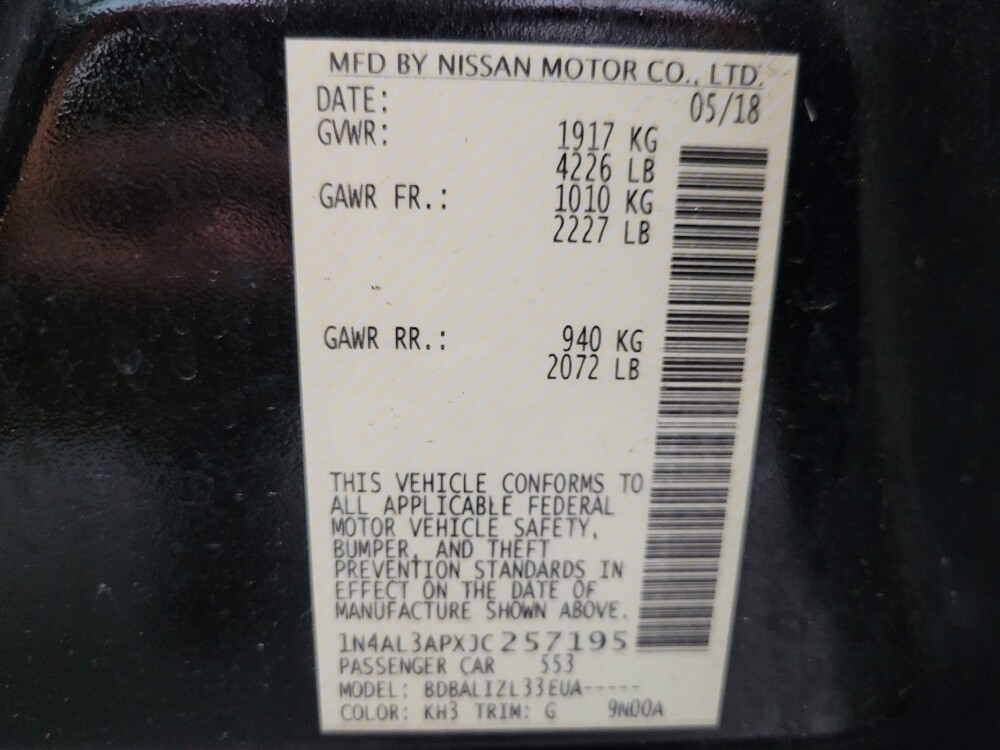 MFD BY NISSAN MOTOR CO., LTD.
DATE: 05/18
GVWR: 1917 KG
4226 LB
GAWR FR.: 1010 KG
2227 LB
GAWR RR.: 940 KG
2072 LB
THIS VEHICLE CONFORMS TO
ALL APPLICABLE FEDERAL
MOTOR VEHICLE SAFETY,
BUMPER, AND THEFT
PREVENTION STANDARDS IN
EFFECT ON THE DATE OF
MANUFACTURE SHOWN ABOVE.
1N4AL3APXJC257195
PASSENGER CAR 553
MODEL: BDBALIZL33EUA-----
COLOR: KH3 TRIM: G 9N00A